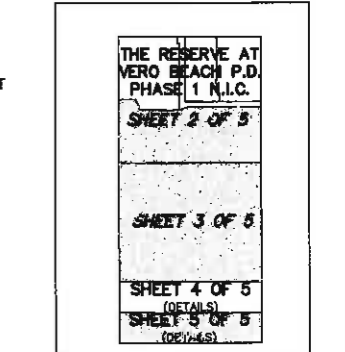 THE RESERVE AT
VERO BEACH P.D.
PHASE 1 N.I.C.
SHEET 2 OF 5
SHEET 3 OF 5
SHEET 4 OF 5
(DETAILS)
SHEET 5 OF 5
(DETAILS)